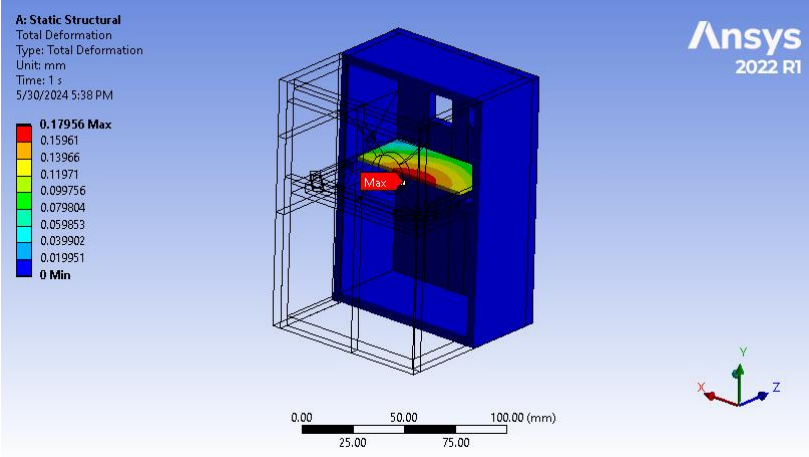 A: Static Structural
Total Deformation
Type: Total Deformation
Unit: mm
Time: 1 s
5/30/2024 5:38 PM
0.17956 Max
0.15961
0.13966
0.11971
0.099756
0.079804
0.059853
0.039902
0.019951
0 Min
Ansys
2022 R1
Max
Y
X
Z
0.00 50.00 100.00 (mm)
25.00 75.00